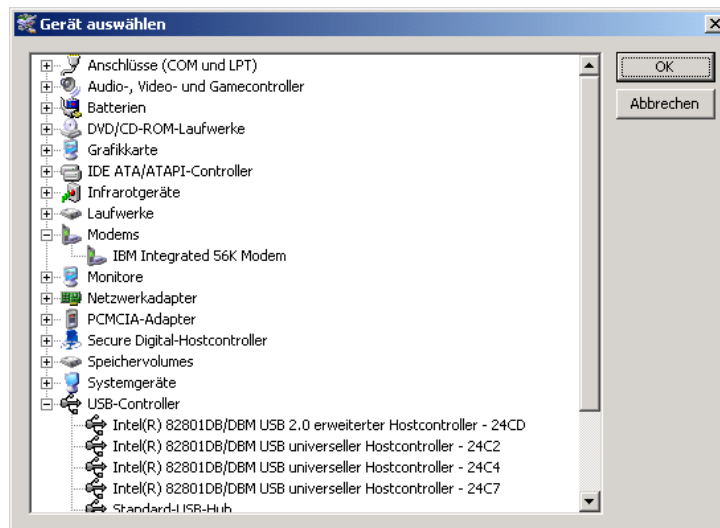 Gerät auswählen
Anschlüsse (COM und LPT)
OK
Audio-, Video- und Gamecontroller
Batterien
Abbrechen
DVD/CD-ROM-Laufwerke
Grafikkarte
IDE ATA/ATAPI-Controller
Infrarotgeräte
Laufwerke
Modems
IBM Integrated 56K Modem
Monitore
Netzwerkadapter
PCMCIA-Adapter
Secure Digital-Hostcontroller
Speichervolumes
Systemgeräte
USB-Controller
Intel(R) 82801DB/DBM USB 2.0 erweiterter Hostcontroller - 24CD
Intel(R) 82801DB/DBM USB universeller Hostcontroller - 24C2
Intel(R) 82801DB/DBM USB universeller Hostcontroller - 24C4
Intel(R) 82801DB/DBM USB universeller Hostcontroller - 24C7
Standard-USB-Hub